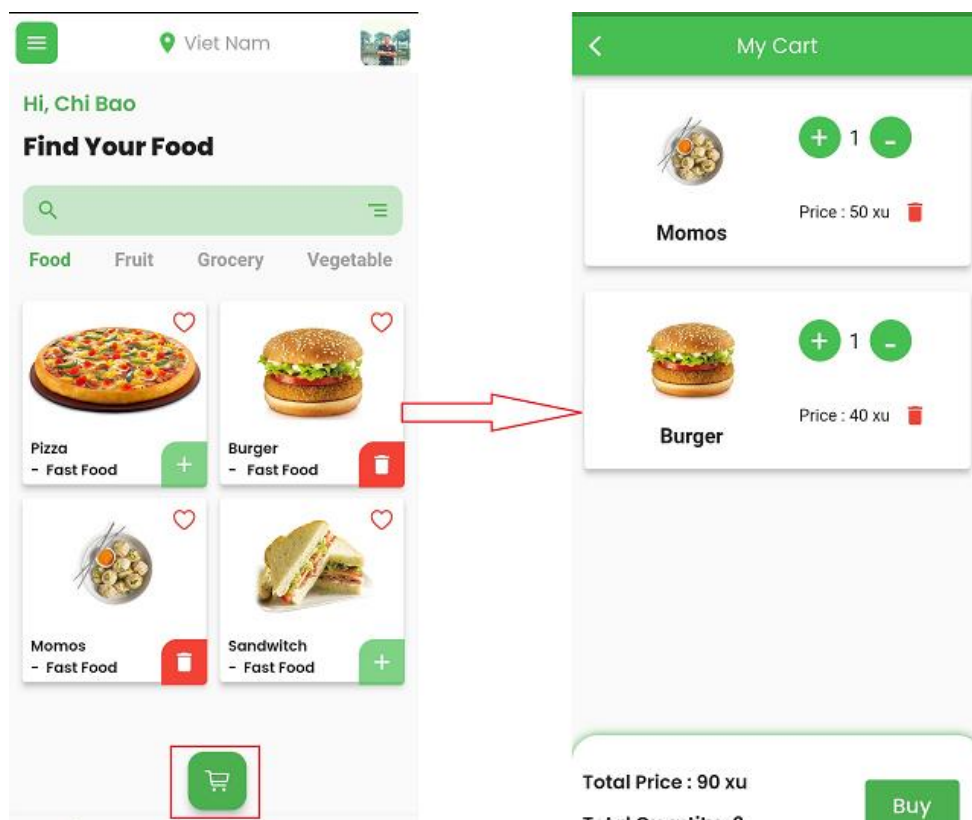 Viet Nam
Hi, Chi Bao
Find Your Food
Food Fruit Grocery Vegetable
Pizza
- Fast Food
+
Burger
- Fast Food
Momos
- Fast Food
Sandwitch
- Fast Food
+
My Cart
+ 1 -
Price : 50 xu
Momos
+ 1 -
Price : 40 xu
Burger
Total Price : 90 xu
Buy